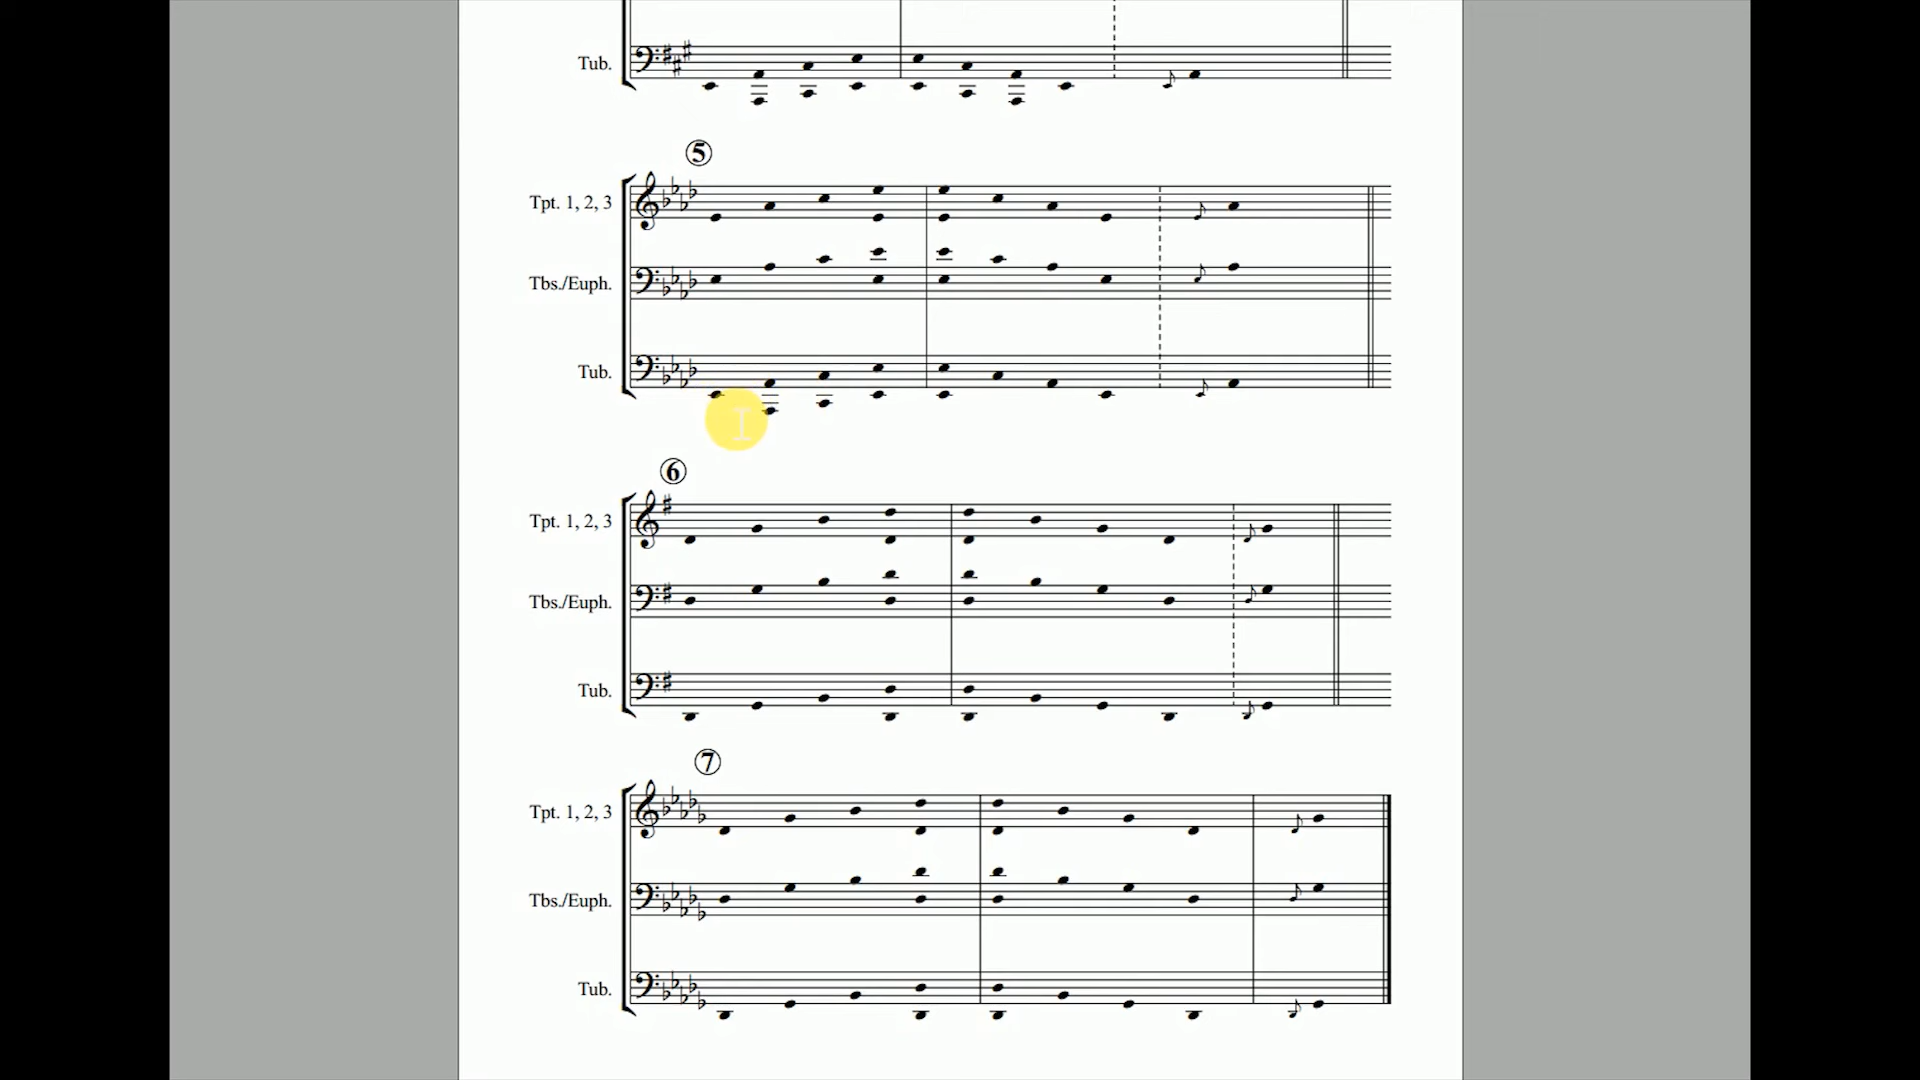 Tub.
⑤
Tpt. 1, 2, 3
Tbs./Euph.
Tub.
⑥
Tpt. 1, 2, 3
Tbs./Euph.
Tub.
⑦
Tpt. 1, 2, 3
Tbs./Euph.
Tub.